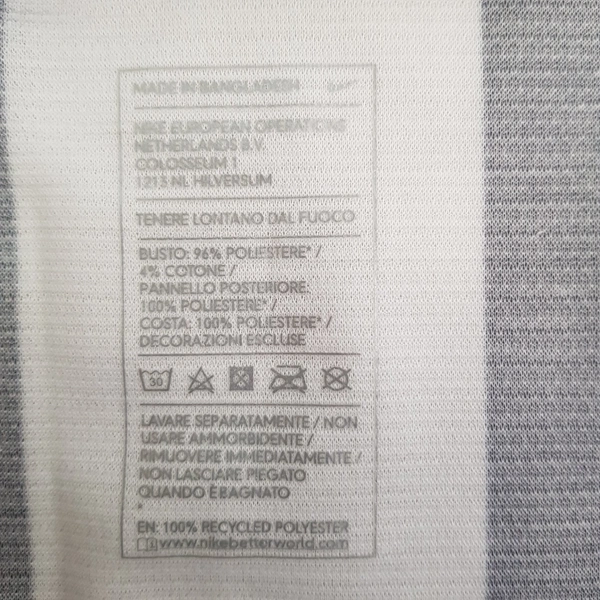 MADE IN BANGLADESH
NIKE EUROPEAN OPERATIONS
NETHERLANDS B.V.
COLOSSEUM 1
1213 NL HILVERSUM
TENERE LONTANO DAL FUOCO
BUSTO: 96% POLIESTERE* /
4% COTONE /
PANNELLO POSTERIORE:
100% POLIESTERE* /
COSTA: 100% POLIESTERE* /
DECORAZIONI ESCLUSE
30
LAVARE SEPARATAMENTE / NON
USARE AMMORBIDENTE /
RIMUOVERE IMMEDIATAMENTE /
NON LASCIARE PIEGATO
QUANDO È BAGNATO
*
EN: 100% RECYCLED POLYESTER
www.nikebetterworld.com